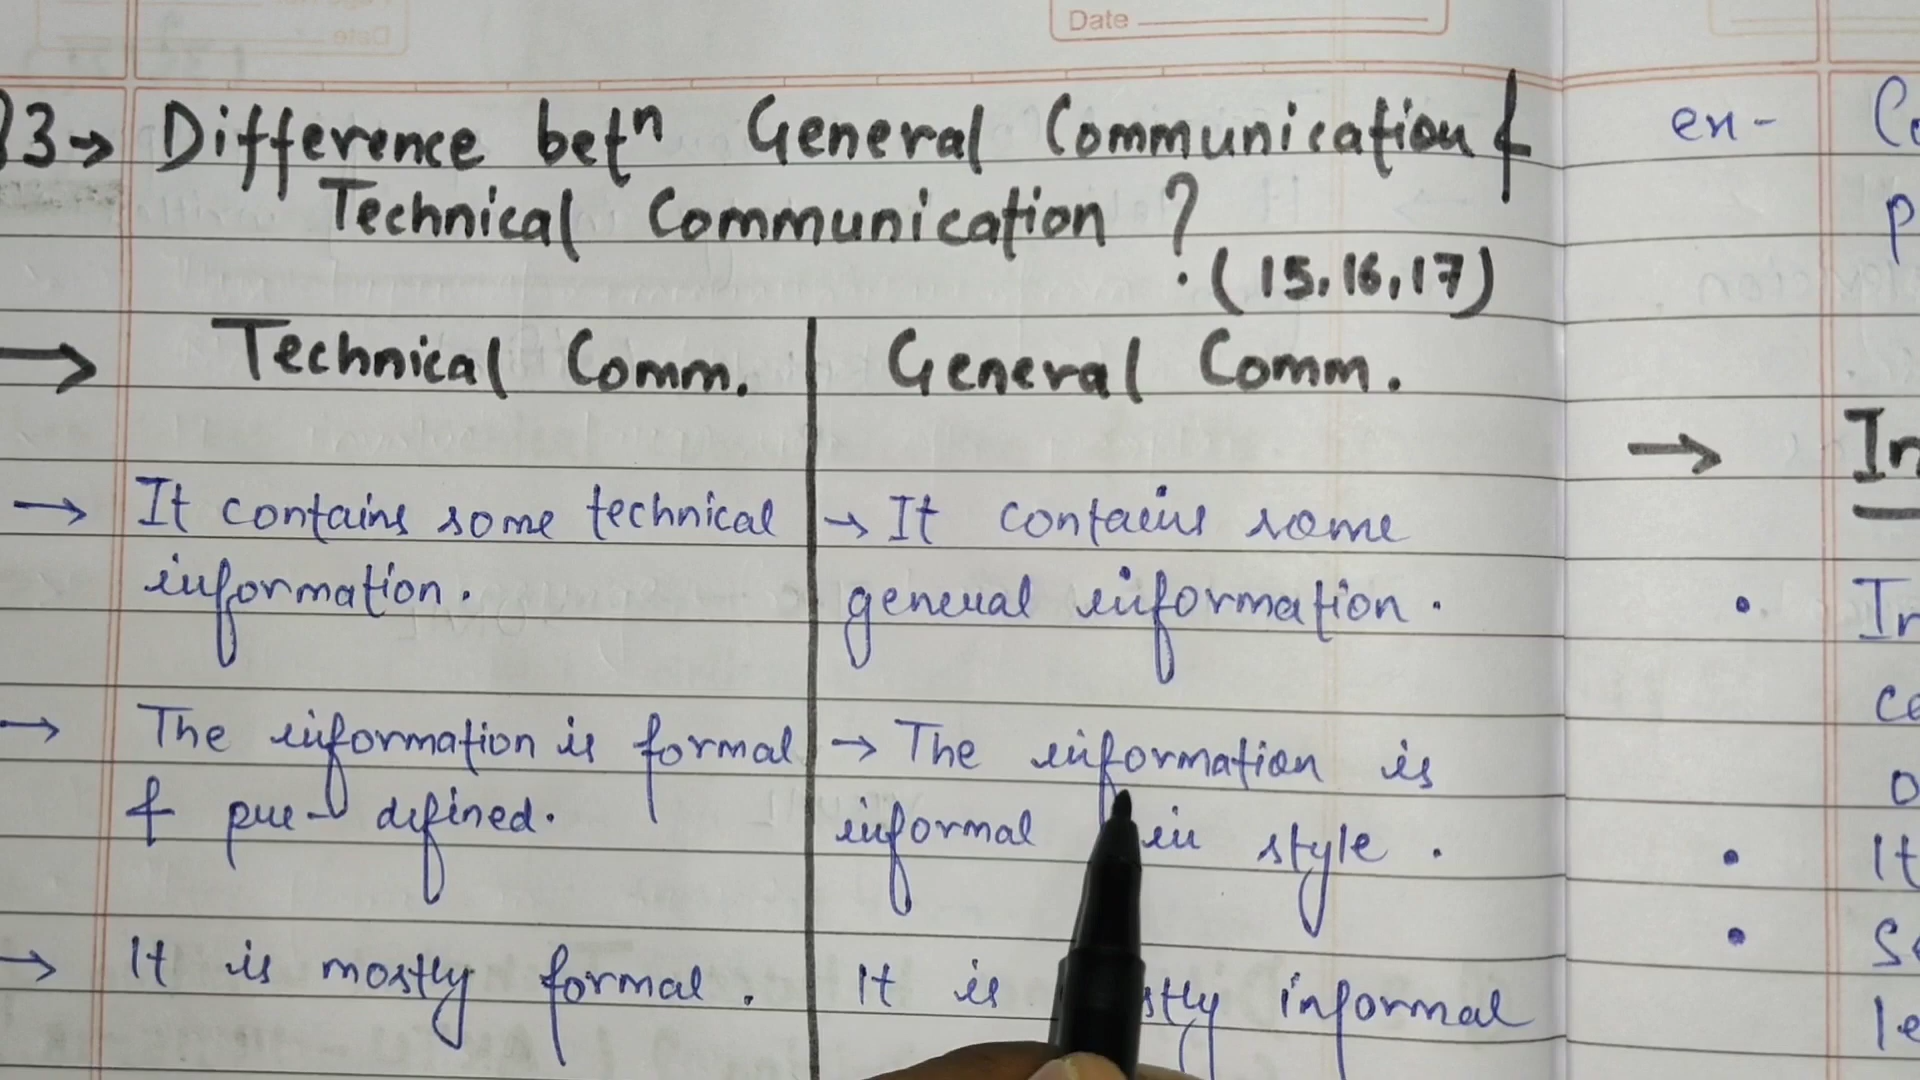 Date
3→ Difference betn General Communication &
Technical Communication ?
(15,16,17)
→ Technical Comm.
→ It contains some technical
information.
→ The information is formal
& pre-defined.
→ It is mostly formal.
General Comm.
→ It contains some
general information.
→ The information is
informal in style.
It is informal
ex-
→
•
• It
•